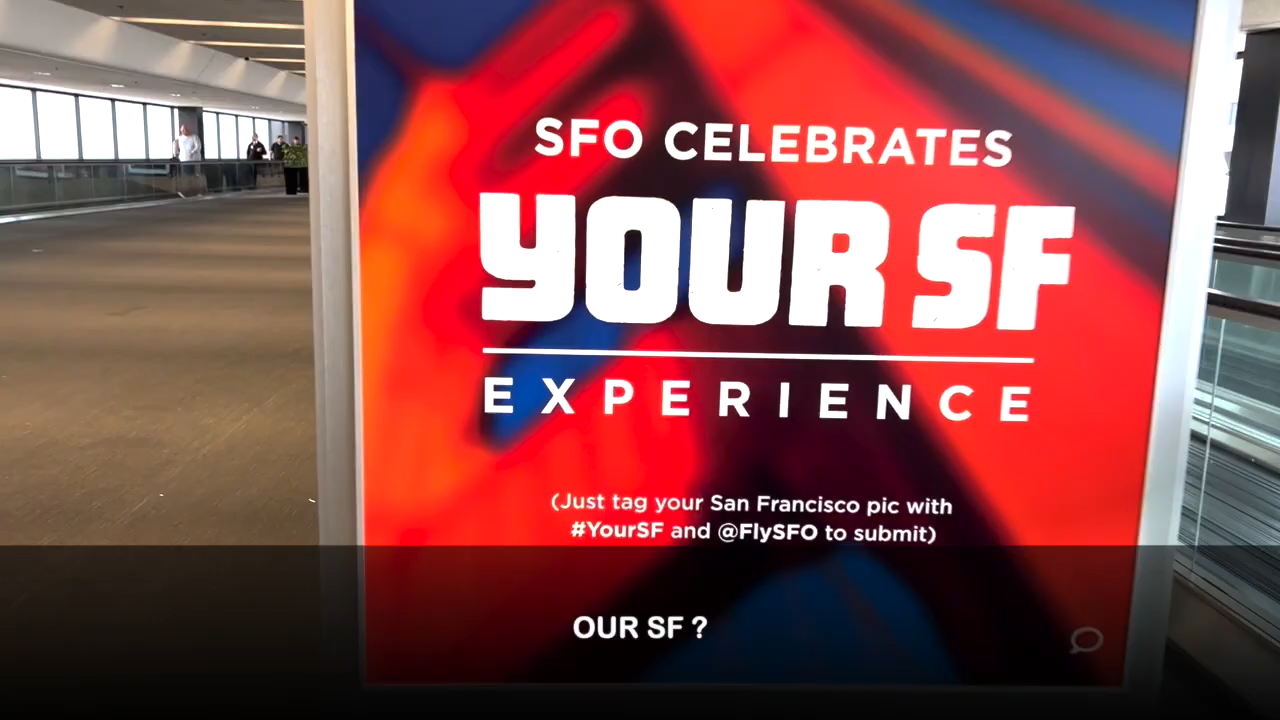 SFO CELEBRATES
YOUR SF
EXPERIENCE
(Just tag your San Francisco pic with
#YourSF and @FlySFO to submit)
OUR SF ?